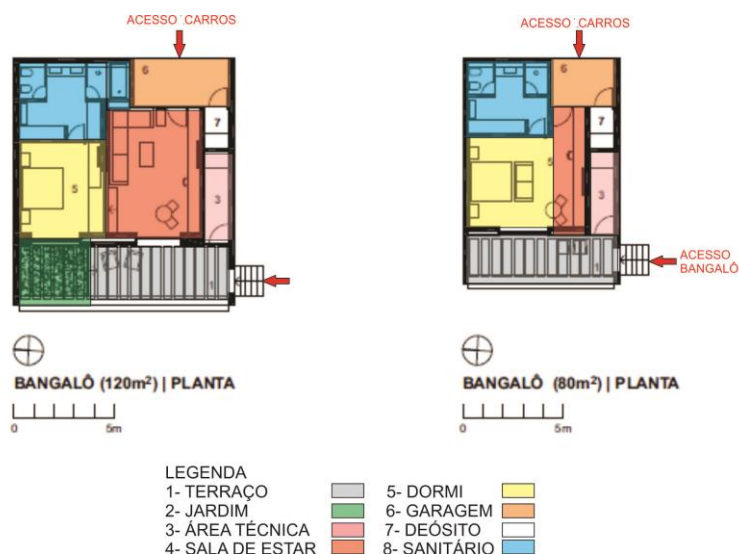 ACESSO CARROS
ACESSO CARROS
6
7
5
3
1
6
7
5
3
1
ACESSO
BANGALÔ
BANGALÔ (120m²) | PLANTA
0 5m
BANGALÔ (80m²) | PLANTA
0 5m
LEGENDA
1- TERRAÇO 5- DORMI
2- JARDIM 6- GARAGEM
3- ÁREA TÉCNICA 7- DEÓSITO
4- SALA DE ESTAR 8- SANITÁRIO